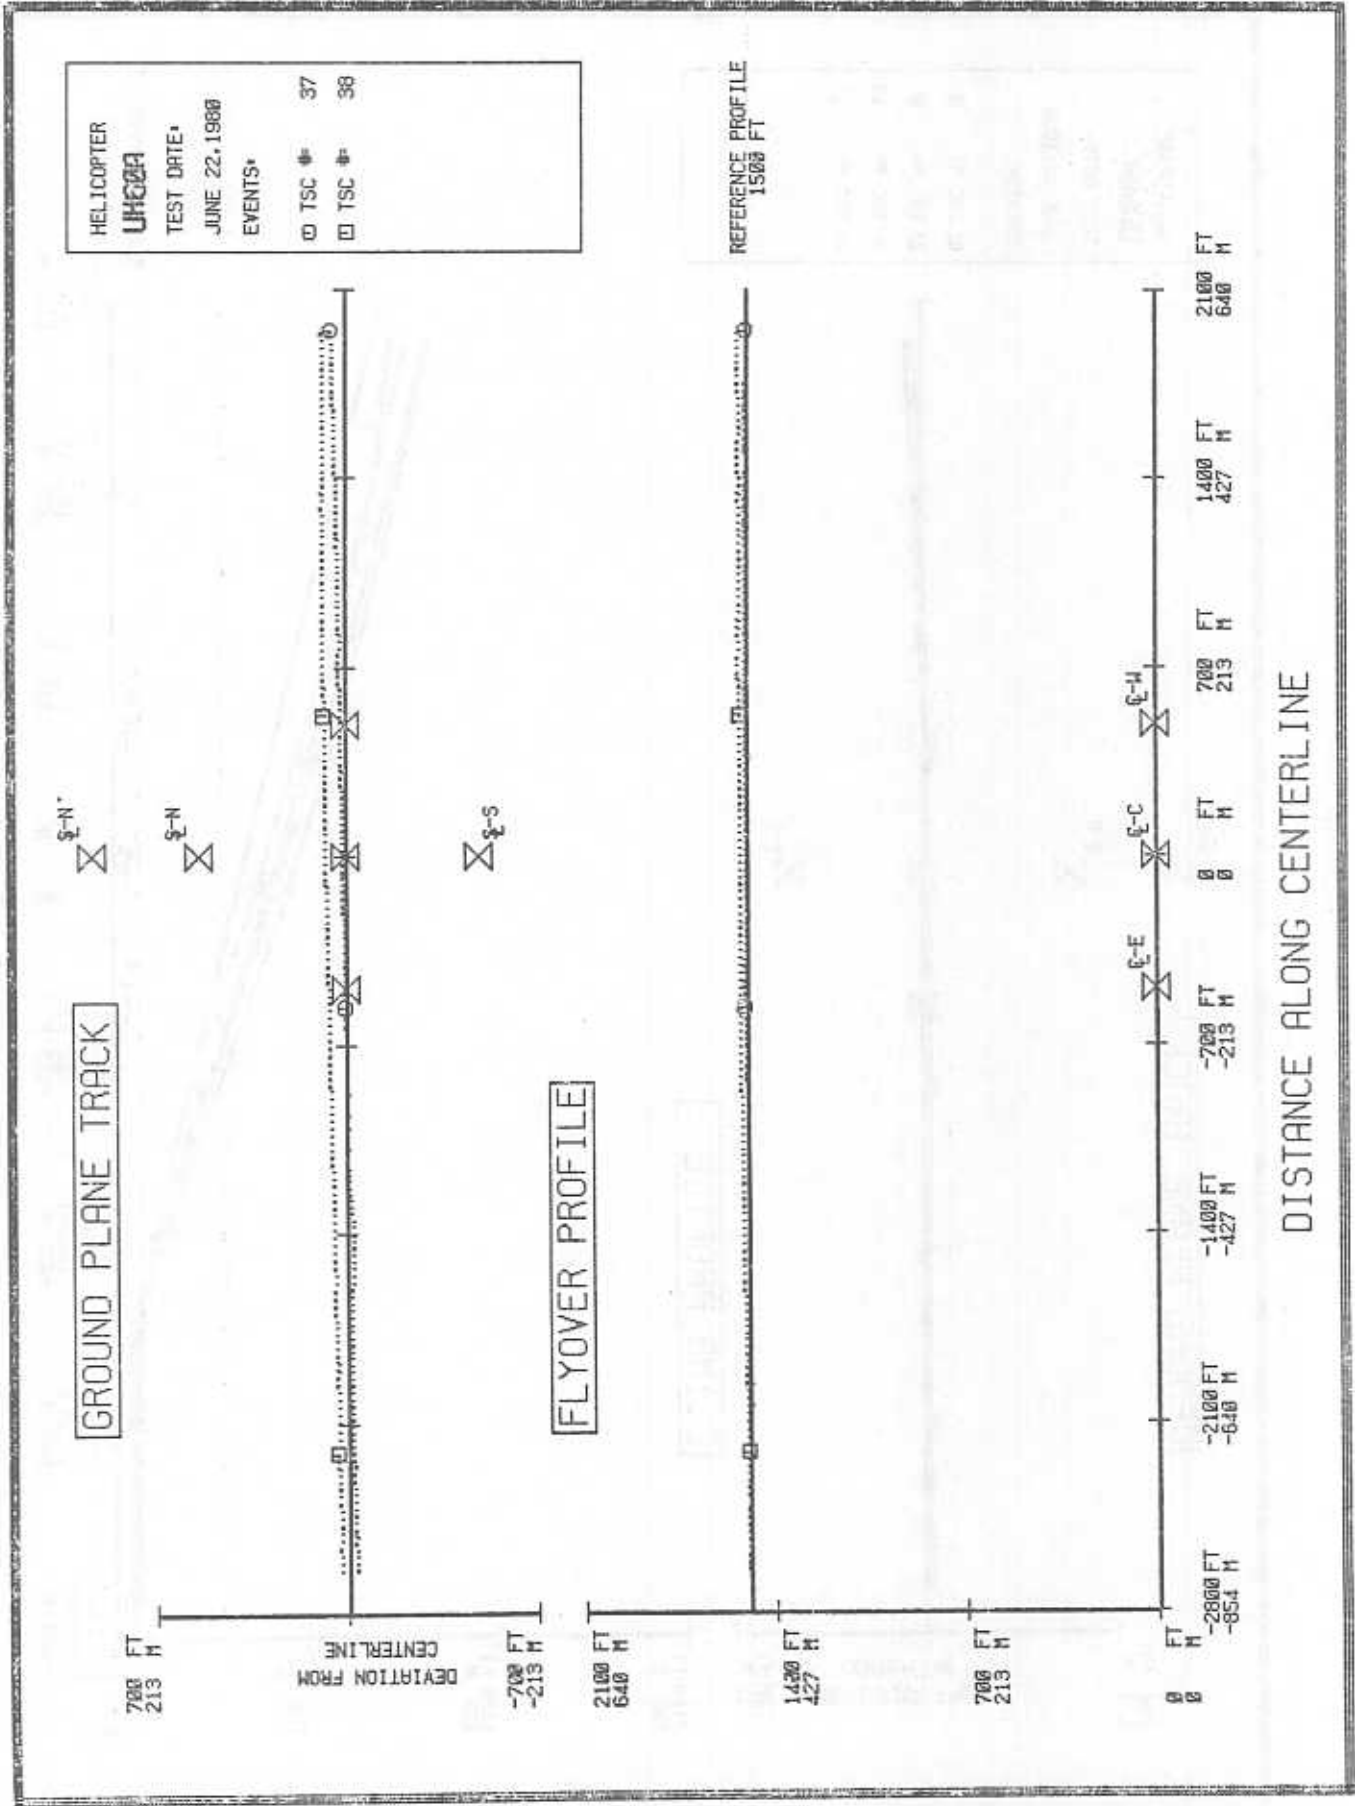 HELICOPTER
UH60A
TEST DATE:
JUNE 22,1980
EVENTS:
TSC # 37
TSC # 38
GROUND PLANE TRACK
℄-N'
℄-N
℄-S
700 FT
213 M
DEVIATION FROM
CENTERLINE
-700 FT
-213 M
FLYOVER PROFILE
REFERENCE PROFILE
1500 FT
2100 FT
640 M
1400 FT
427 M
700 FT
213 M
0 FT
0 M
℄-E
℄-C
℄-W
-2800 FT
-854 M
-2100 FT
-640 M
-1400 FT
-427 M
-700 FT
-213 M
0 FT
0 M
700 FT
213 M
1400 FT
427 M
2100 FT
640 M
DISTANCE ALONG CENTERLINE